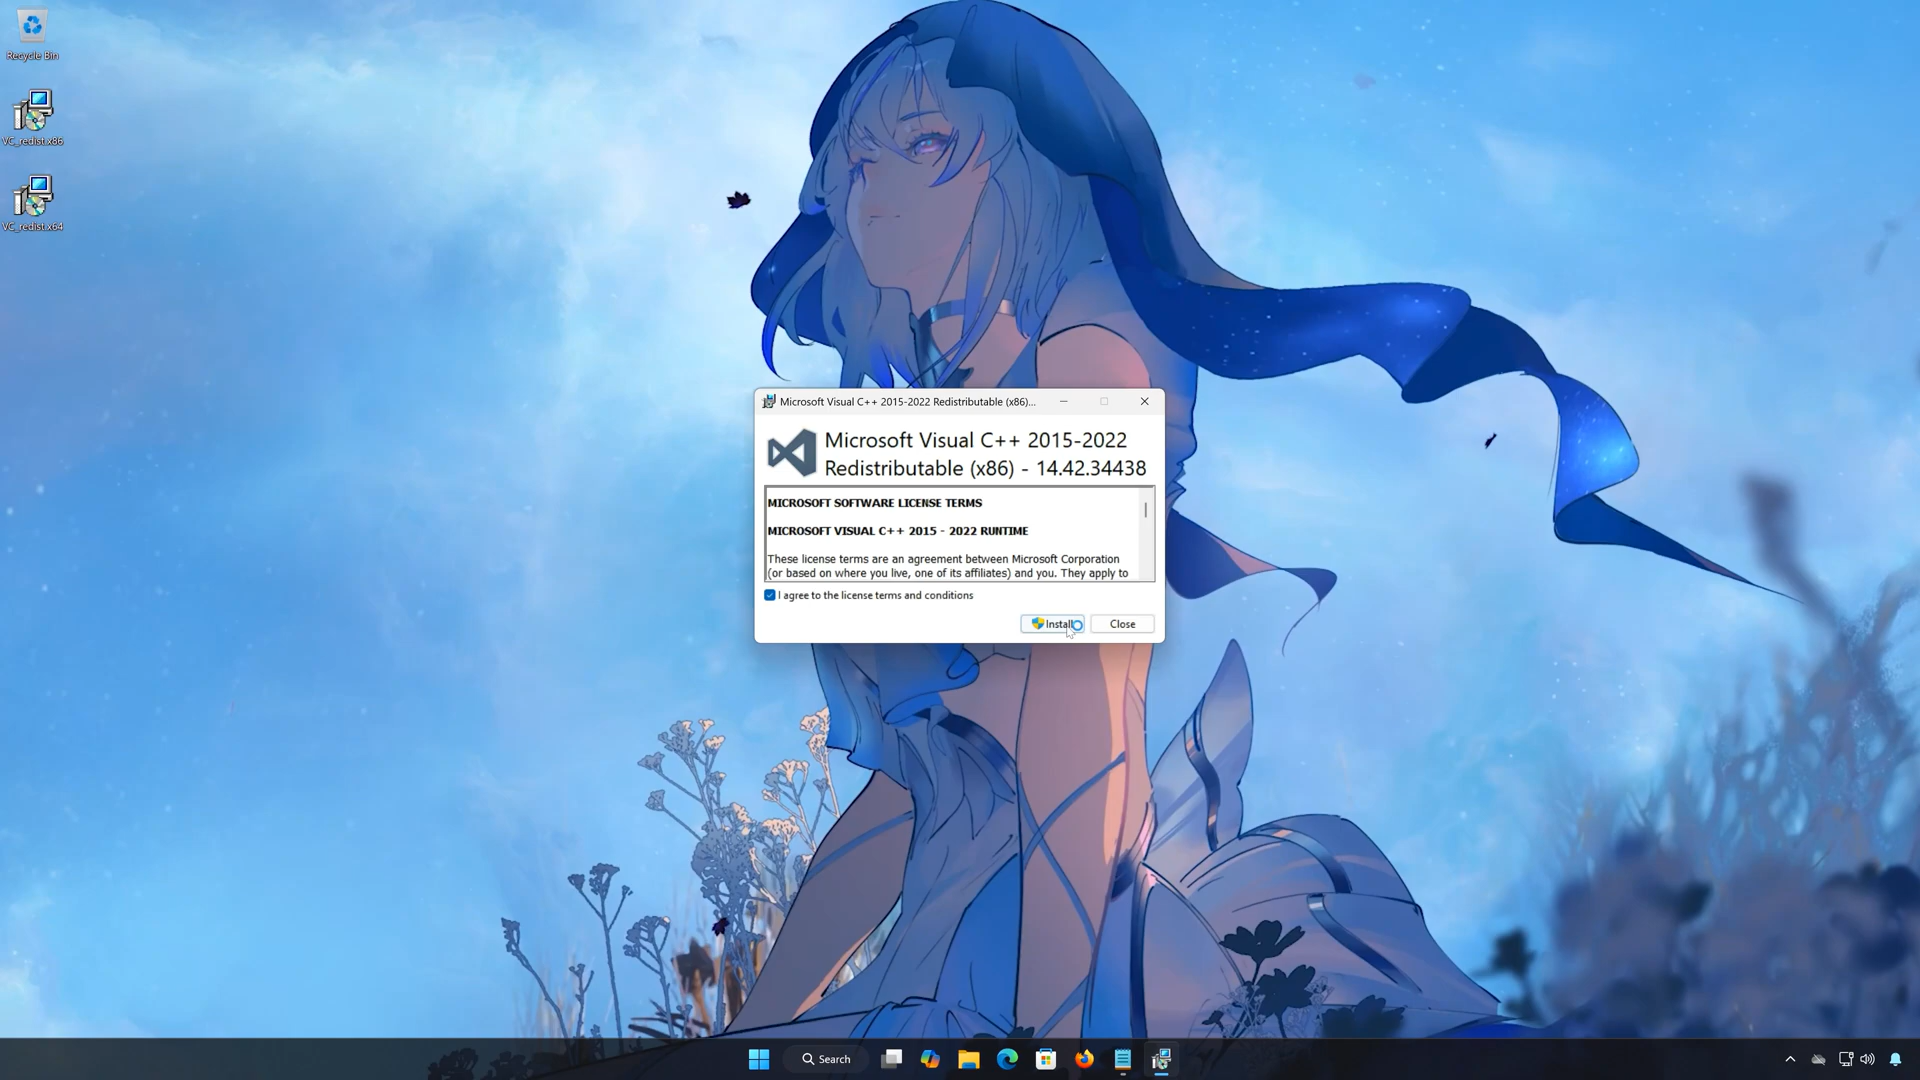 Recycle Bin
VC_redist.x86
VC_redist.x64
Microsoft Visual C++ 2015-2022 Redistributable (x86)...
Microsoft Visual C++ 2015-2022
Redistributable (x86) - 14.42.34438
MICROSOFT SOFTWARE LICENSE TERMS
MICROSOFT VISUAL C++ 2015 - 2022 RUNTIME
These license terms are an agreement between Microsoft Corporation
(or based on where you live, one of its affiliates) and you. They apply to
I agree to the license terms and conditions
Install
Close
Search